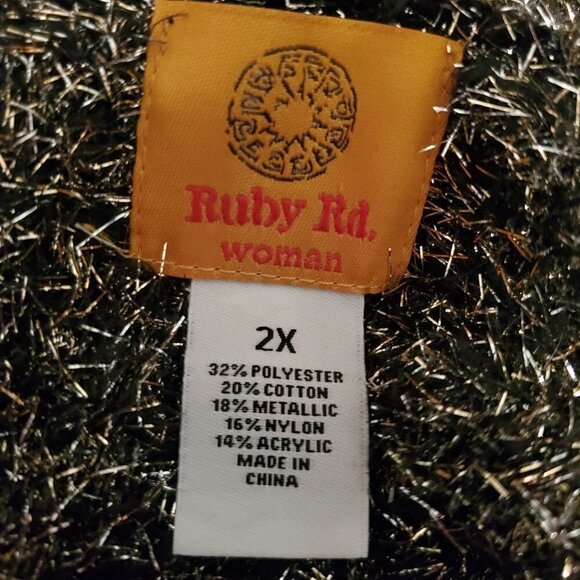 Ruby Rd.
woman
2X
32% POLYESTER
20% COTTON
18% METALLIC
16% NYLON
14% ACRYLIC
MADE IN
CHINA